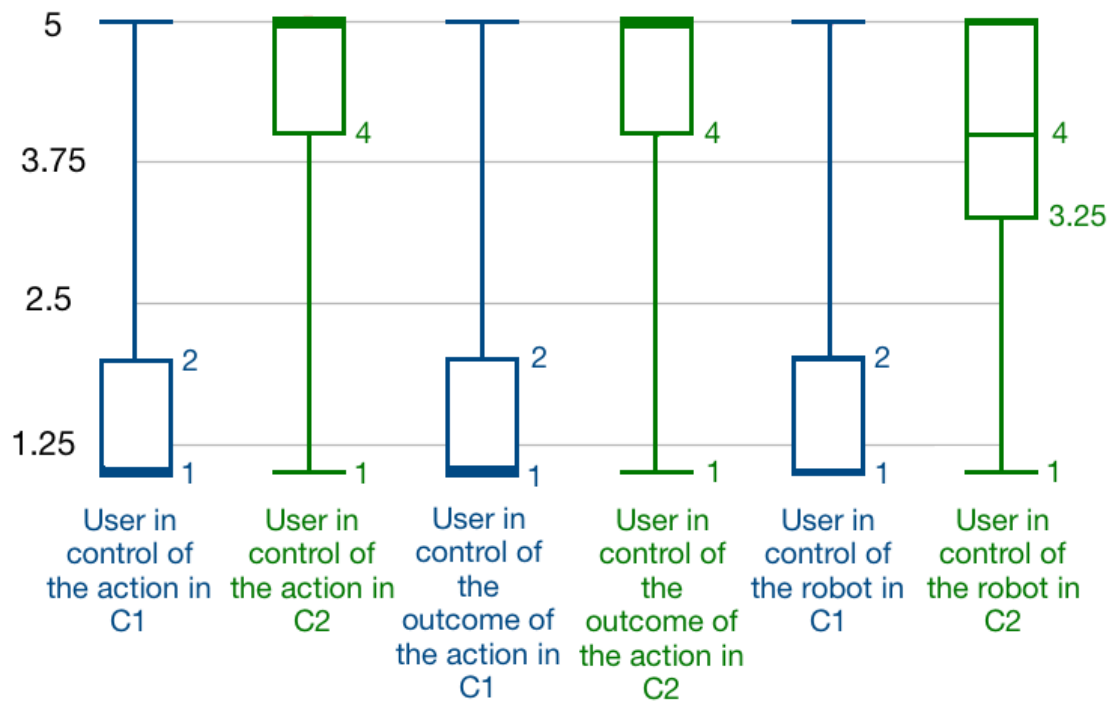 5
4
4
4
3.75
3.25
2.5
2
2
2
1.25
1
1
1
1
1
1
User in
control of
the action in
C1
User in
control of
the action in
C2
User in
control of
the
outcome of
the action in
C1
User in
control of
the
outcome of
the action in
C2
User in
control of
the robot in
C1
User in
control of
the robot in
C2